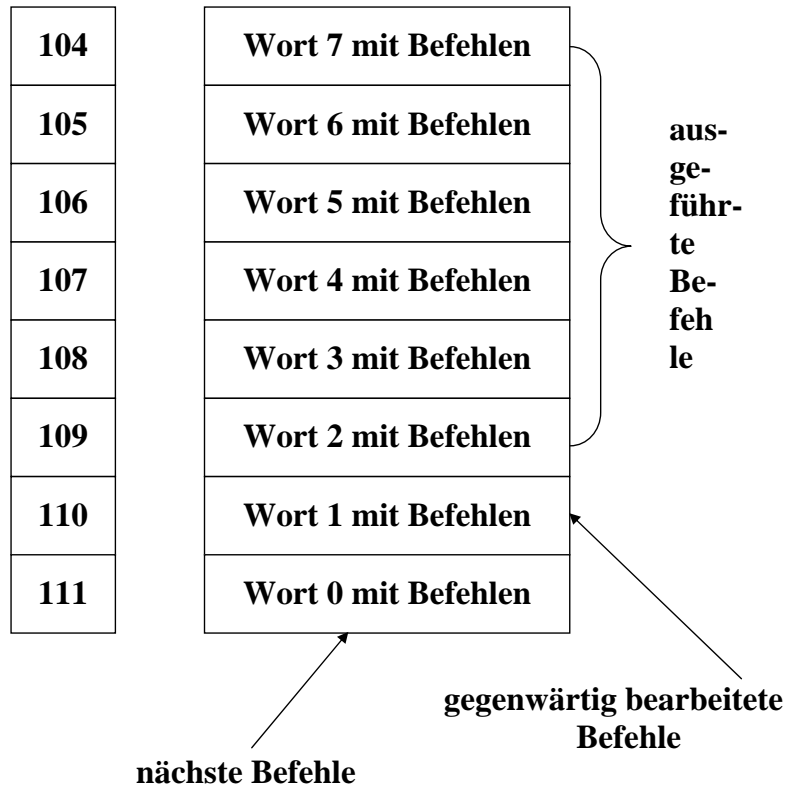 104 Wort 7 mit Befehlen
105 Wort 6 mit Befehlen
106 Wort 5 mit Befehlen
107 Wort 4 mit Befehlen
108 Wort 3 mit Befehlen
109 Wort 2 mit Befehlen
110 Wort 1 mit Befehlen
111 Wort 0 mit Befehlen
aus-
ge-
führ-
te
Be-
feh
le
gegenwärtig bearbeitete
Befehle
nächste Befehle